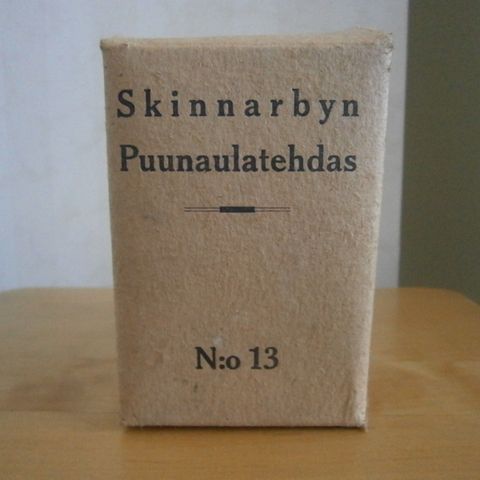 Skinnarbyn
Puunaulatehdas
N:o 13